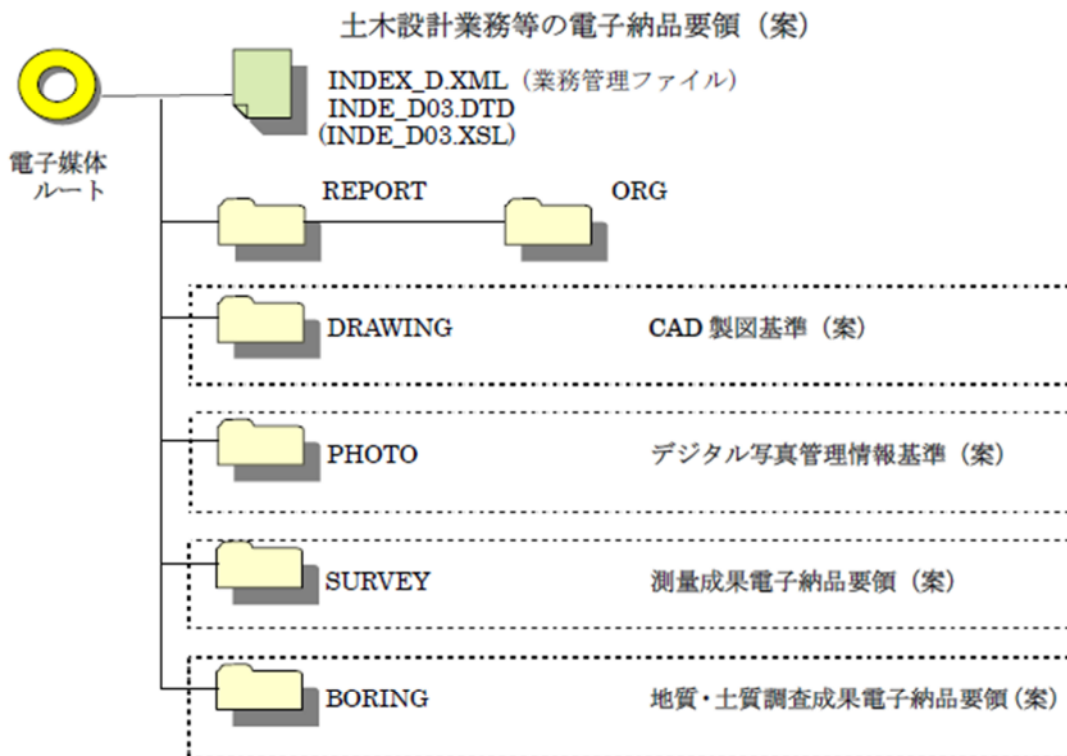 土木設計業務等の電子納品要領（案）
INDEX_D.XML（業務管理ファイル）
INDE_D03.DTD
(INDE_D03.XSL)
電子媒体
ルート
REPORT
ORG
DRAWING
CAD 製図基準（案）
PHOTO
デジタル写真管理情報基準（案）
SURVEY
測量成果電子納品要領（案）
BORING
地質・土質調査成果電子納品要領（案）